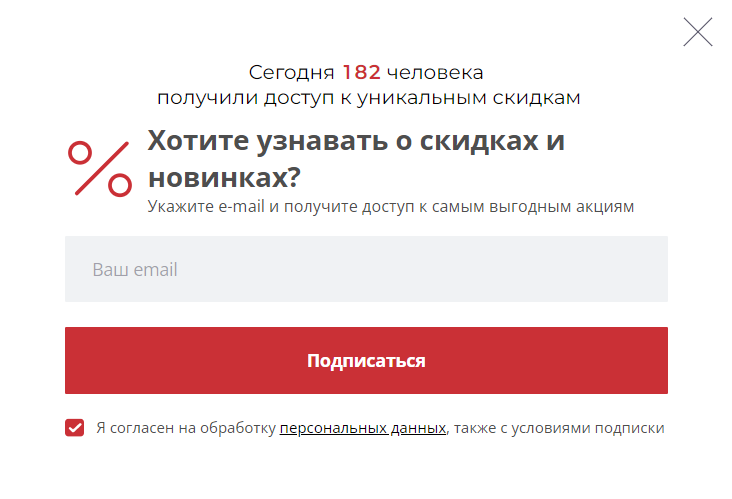 Сегодня 182 человека
получили доступ к уникальным скидкам
%
Хотите узнавать о скидках и
новинках?
Укажите e-mail и получите доступ к самым выгодным акциям
Ваш email
Подписаться
Я согласен на обработку персональных данных, также с условиями подписки